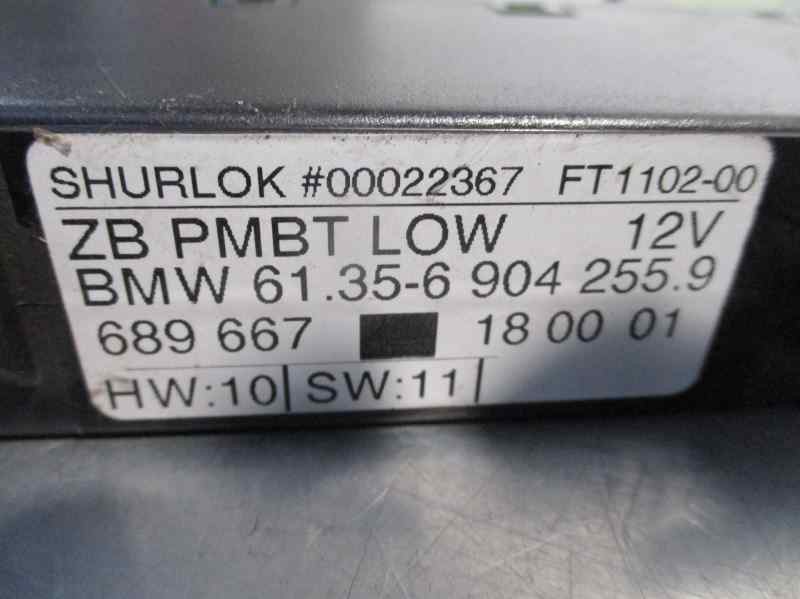 SHURLOK #00022367 FT1102-00
ZB PMBT LOW 12V
BMW 61.35-6 904 255.9
689 667 18 00 01
HW:10 SW:11